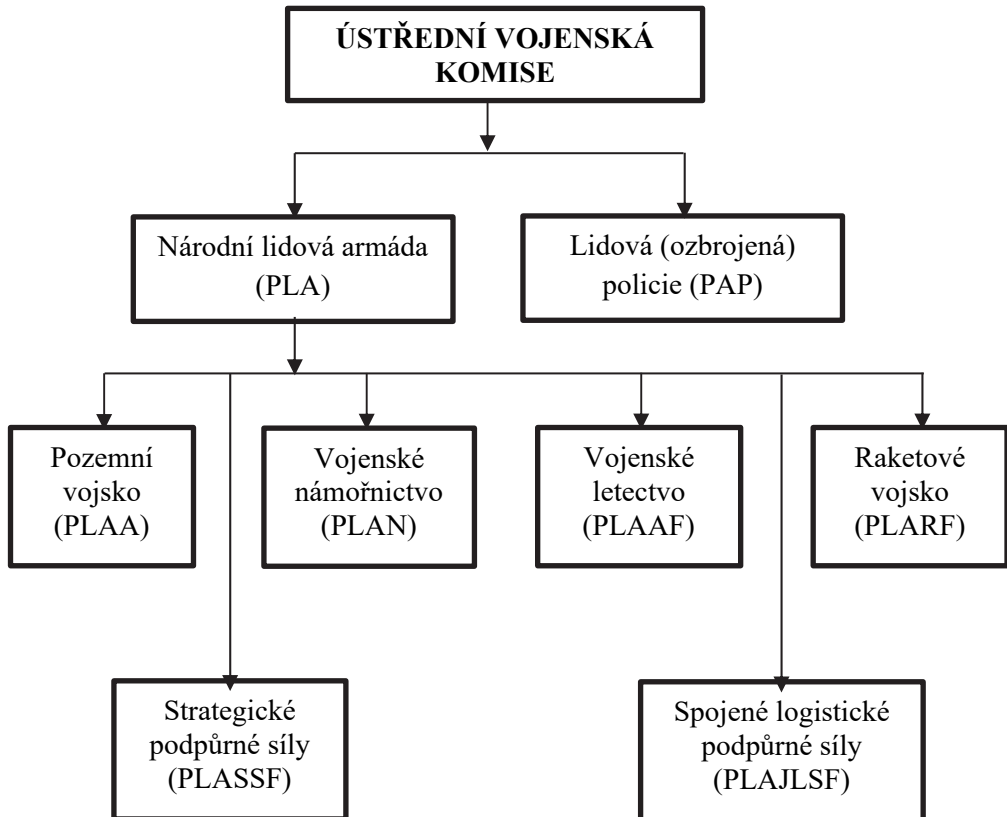 ÚSTŘEDNÍ VOJENSKÁ
KOMISE
Národní lidová armáda
(PLA)
Lidová (ozbrojená)
policie (PAP)
Pozemní
vojsko
(PLAA)
Vojenské
námořnictvo
(PLAN)
Vojenské
letectvo
(PLAAF)
Raketové
vojsko
(PLARF)
Strategické
podpůrné síly
(PLASSF)
Spojené logistické
podpůrné síly
(PLAJLSF)